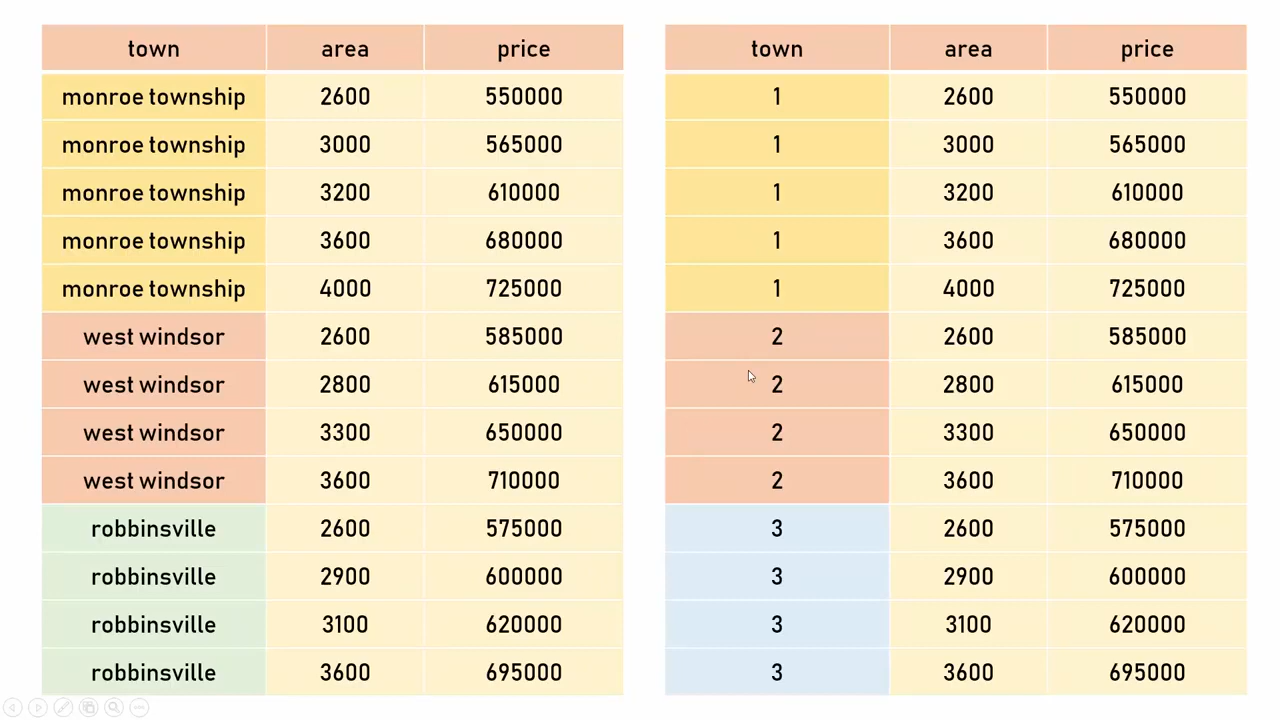 town area price
monroe township 2600 550000
monroe township 3000 565000
monroe township 3200 610000
monroe township 3600 680000
monroe township 4000 725000
west windsor 2600 585000
west windsor 2800 615000
west windsor 3300 650000
west windsor 3600 710000
robbinsville 2600 575000
robbinsville 2900 600000
robbinsville 3100 620000
robbinsville 3600 695000
town area price
1 2600 550000
1 3000 565000
1 3200 610000
1 3600 680000
1 4000 725000
2 2600 585000
2 2800 615000
2 3300 650000
2 3600 710000
3 2600 575000
3 2900 600000
3 3100 620000
3 3600 695000